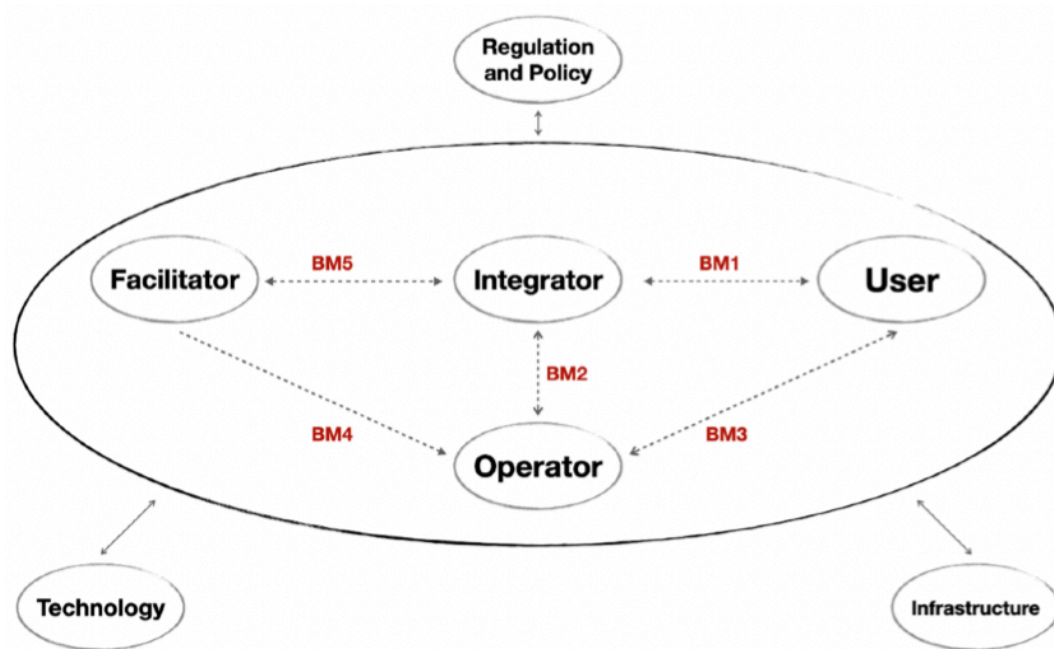 Regulation
and Policy
Facilitator
BM5
Integrator
BM1
User
BM2
BM4
BM3
Operator
Technology
Infrastructure